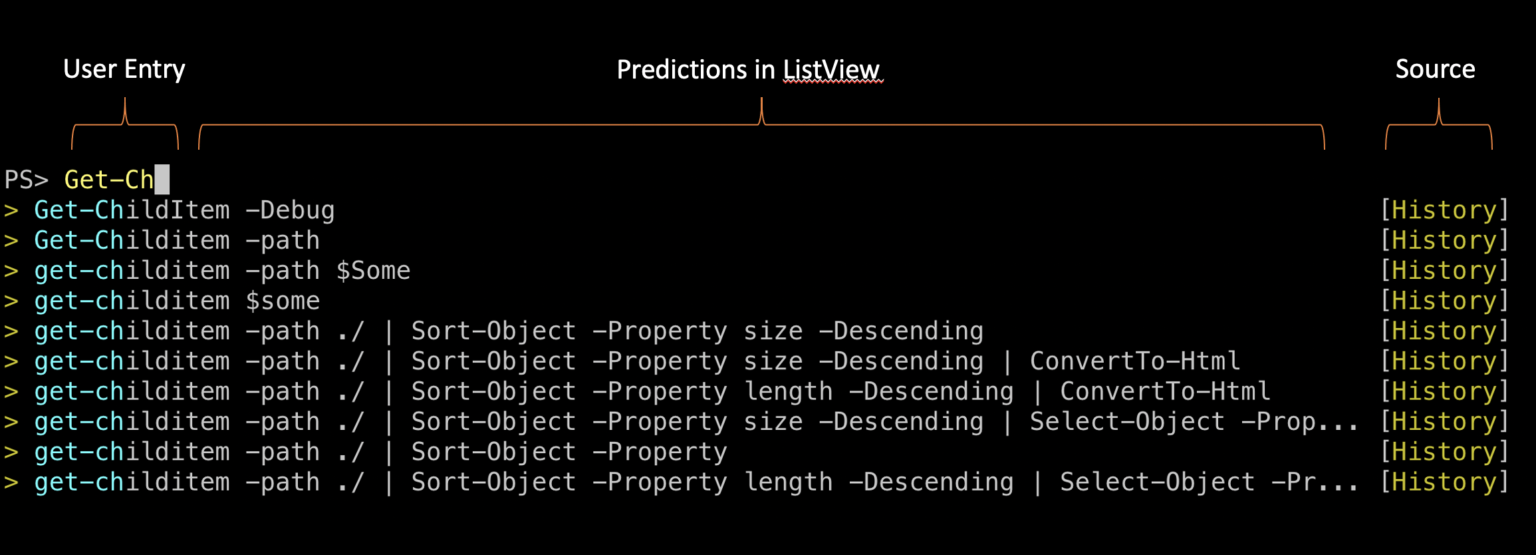 User Entry Predictions in ListView Source
PS> Get-Ch
> Get-ChildItem -Debug [History]
> Get-Childitem -path [History]
> get-childitem -path $Some [History]
> get-childitem $some [History]
> get-childitem -path ./ | Sort-Object -Property size -Descending [History]
> get-childitem -path ./ | Sort-Object -Property size -Descending | ConvertTo-Html [History]
> get-childitem -path ./ | Sort-Object -Property length -Descending | ConvertTo-Html [History]
> get-childitem -path ./ | Sort-Object -Property size -Descending | Select-Object -Prop... [History]
> get-childitem -path ./ | Sort-Object -Property [History]
> get-childitem -path ./ | Sort-Object -Property length -Descending | Select-Object -Pr... [History]